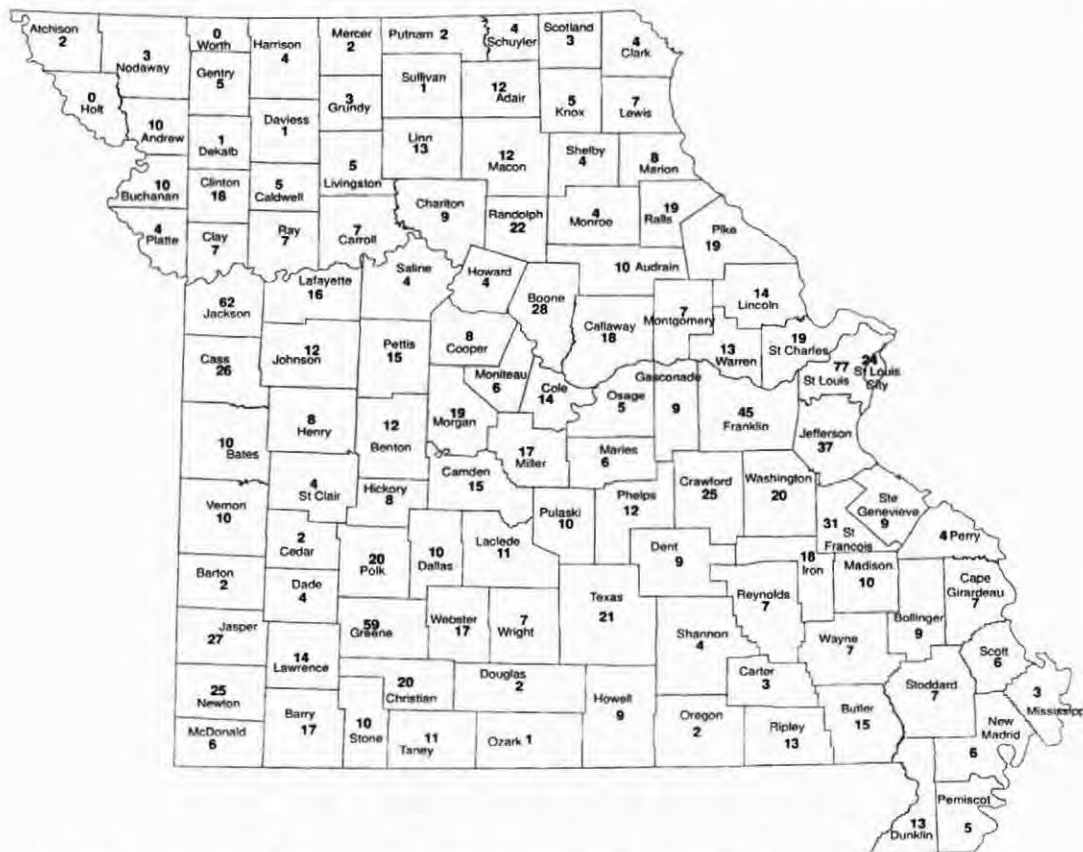 Atchison
2
3
Nodaway
0
Worth
Harrison
4
Mercer
2
Putnam 2
4
Schuyler
Scotland
3
4
Clark
0
Holt
Gentry
5
3
Grundy
Sullivan
1
12
Adair
5
Knox
7
Lewis
10
Andrew
1
Dekalb
Daviess
1
Linn
13
12
Macon
Shelby
4
8
Marion
10
Buchanan
Clinton
18
5
Caldwell
5
Livingston
Chariton
9
Randolph
22
4
Monroe
19
Ralls
Pike
19
4
Platte
Clay
7
Ray
7
7
Carroll
Saline
4
Howard
4
10 Audrain
62
Jackson
Lafayette
16
Boone
28
Callaway
18
7
Montgomery
14
Lincoln
Cass
26
12
Johnson
Pettis
15
8
Cooper
Moniteau
6
Cole
14
Osage
5
Gasconade
9
13
Warren
19
St Charles
77
St Louis
24
St Louis
City
10
Bates
8
Henry
12
Benton
19
Morgan
17
Miller
Maries
6
45
Franklin
Jefferson
37
Vernon
10
4
St Clair
Hickory
8
Camden
15
Pulaski
10
Phelps
12
Crawford
25
Washington
20
Ste
Genevieve
9
31
St
Francois
4 Perry
2
Cedar
20
Polk
10
Dallas
Laclede
11
Dent
9
18
Iron
Madison
10
Barton
2
Dade
4
Texas
21
Reynolds
7
Bollinger
9
Cape
Girardeau
7
Jasper
27
59
Greene
Webster
17
7
Wright
Shannon
4
Wayne
7
Scott
6
14
Lawrence
20
Christian
Douglas
2
Howell
9
Carter
3
Stoddard
7
3
Mississipp
25
Newton
Barry
17
10
Stone
11
Taney
Ozark 1
Oregon
2
Ripley
13
Butler
15
New
Madrid
6
McDonald
6
13
Dunklin
Pemiscot
5